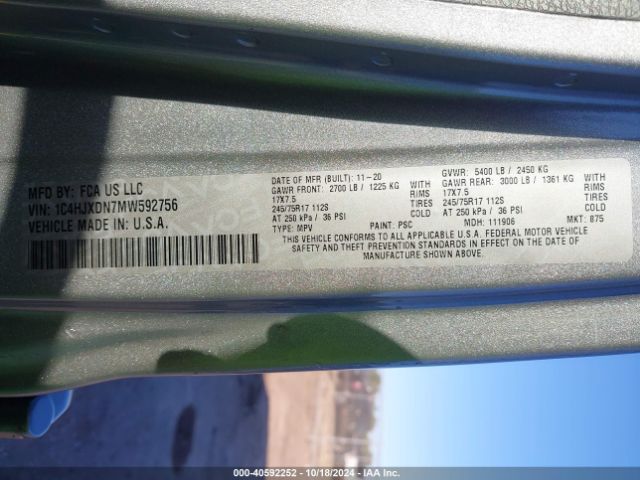 MFD BY: FCA US LLC
VIN: 1C4HJXDN7MW592756
VEHICLE MADE IN U.S.A.
DATE OF MFR (BUILT): 11-20
GAWR FRONT: 2700 LB / 1225 KG WITH
17X7.5 RIMS
245/75R17 112S TIRES
AT 250 kPa / 36 PSI COLD
TYPE: MPV PAINT: PSC
GVWR: 5400 LB / 2450 KG
GAWR REAR: 3000 LB / 1361 KG WITH
17X7.5 RIMS
245/75R17 112S TIRES
AT 250 kPa / 36 PSI COLD
MDH: 111906 MKT: 875
THIS VEHICLE CONFORMS TO ALL APPLICABLE U.S.A. FEDERAL MOTOR VEHICLE
SAFETY AND THEFT PREVENTION STANDARDS IN EFFECT ON THE DATE OF
MANUFACTURE SHOWN ABOVE.
000-40592252 - 10/18/2024 - IAA Inc.